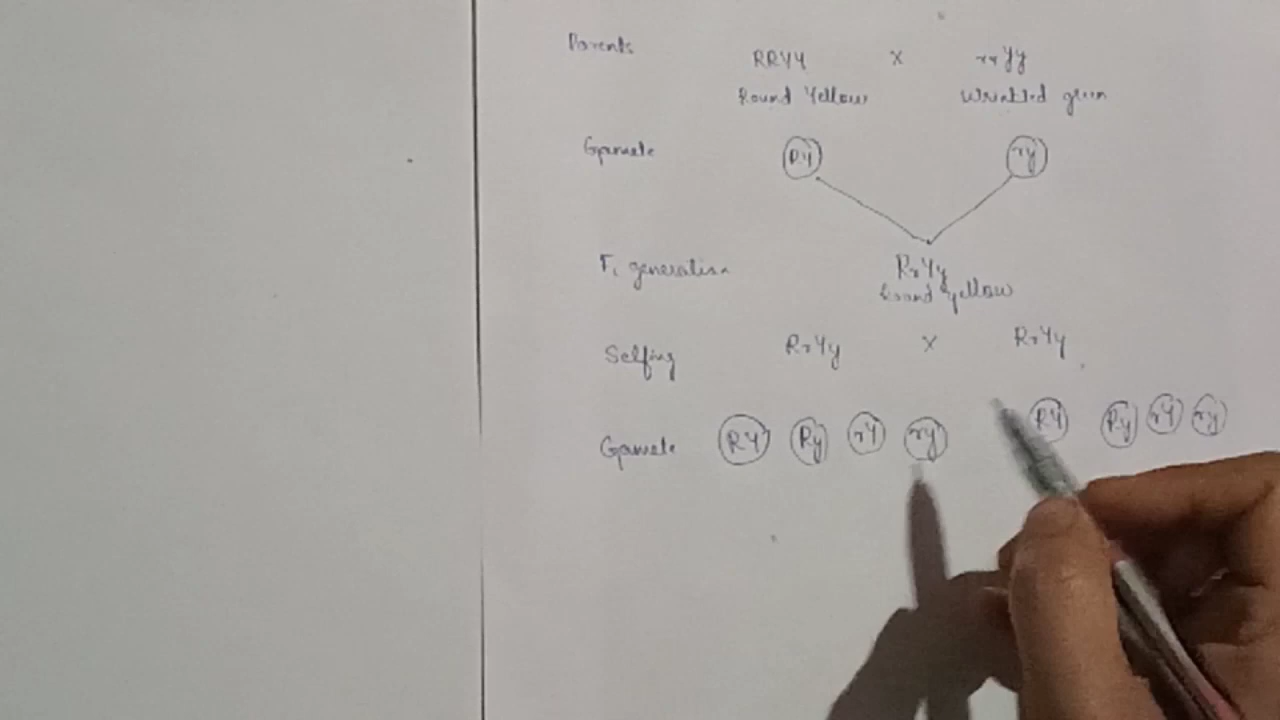 Parents RRYY x rryy
Round Yellow Wrinkled green
Gamete RY ry
F1 generation RrYy
Round yellow
Selfing RrYy x RrYy
Gamete RY Ry rY ry RY Ry rY ry